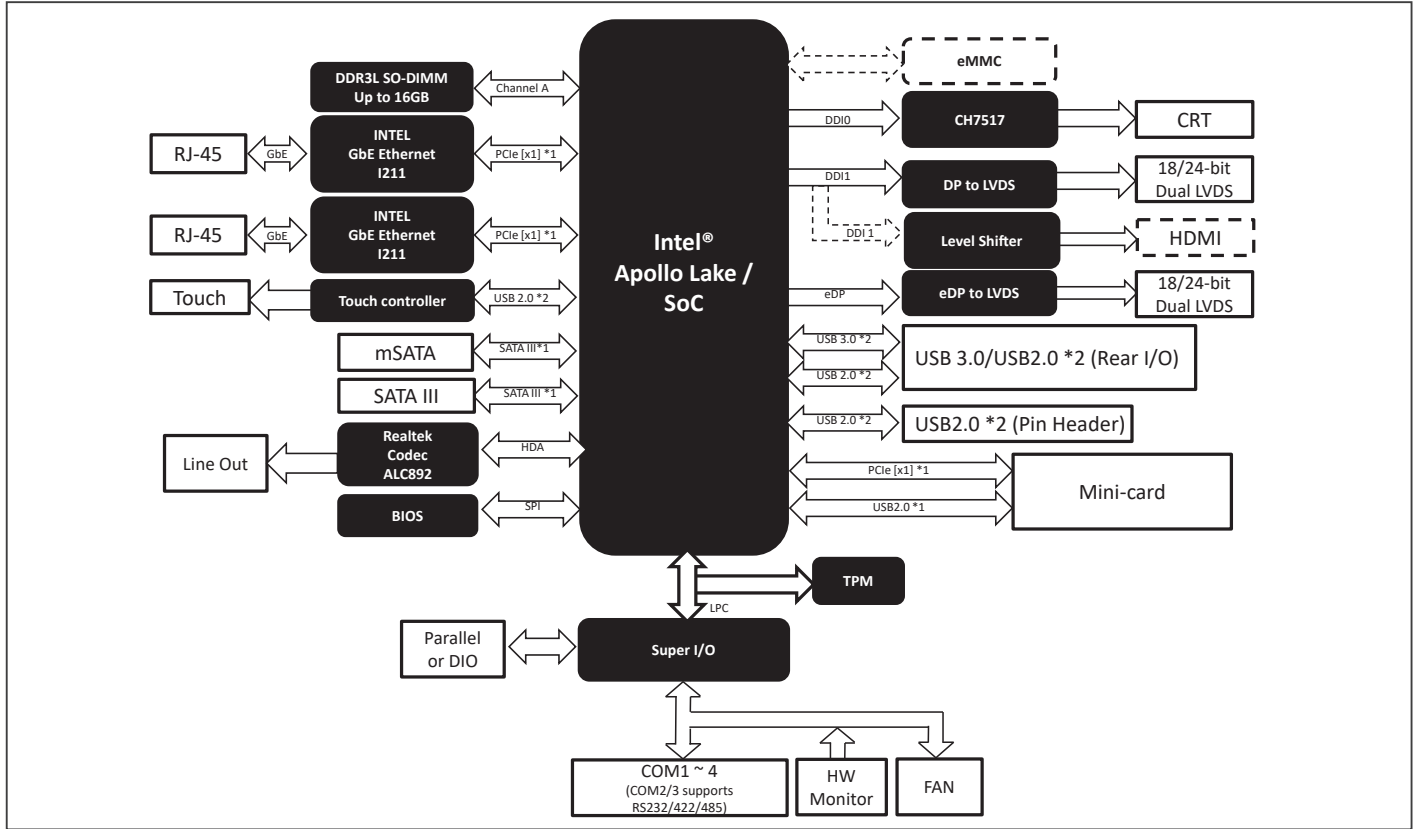 DDR3L SO-DIMM
Up to 16GB
Channel A
RJ-45
GbE
INTEL
GbE Ethernet
I211
PCIe [x1] *1
RJ-45
GbE
INTEL
GbE Ethernet
I211
PCIe [x1] *1
Touch
Touch controller
USB 2.0 *2
mSATA
SATA III*1
SATA III
SATA III *1
Line Out
Realtek
Codec
ALC892
HDA
BIOS
SPI
Intel®
Apollo Lake /
SoC
eMMC
DDI0
CH7517
CRT
DDI1
DP to LVDS
18/24-bit
Dual LVDS
DDI 1
Level Shifter
HDMI
eDP
eDP to LVDS
18/24-bit
Dual LVDS
USB 3.0 *2
USB 2.0 *2
USB 3.0/USB2.0 *2 (Rear I/O)
USB 2.0 *2
USB2.0 *2 (Pin Header)
PCIe [x1] *1
USB2.0 *1
Mini-card
TPM
LPC
Parallel
or DIO
Super I/O
COM1 ~ 4
(COM2/3 supports
RS232/422/485)
HW
Monitor
FAN